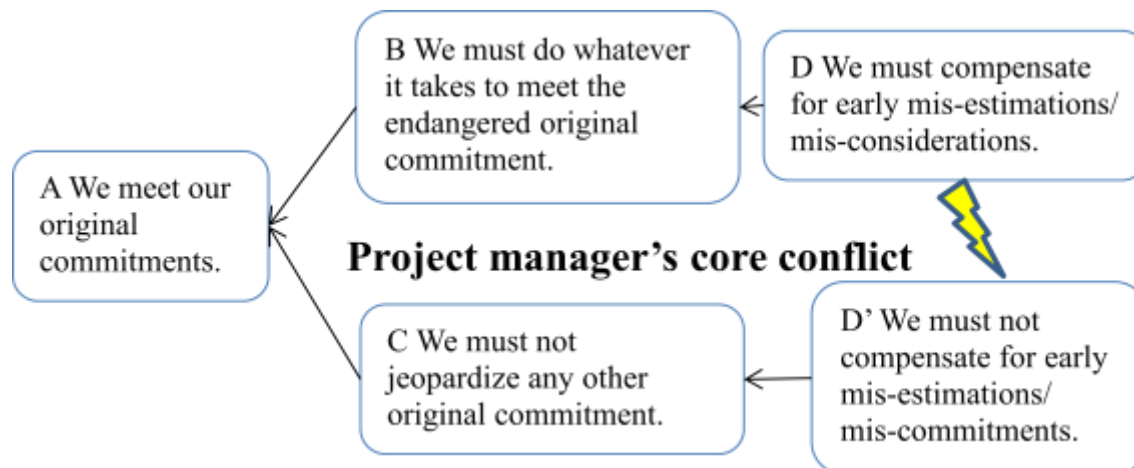 B We must do whatever
it takes to meet the
endangered original
commitment.
D We must compensate
for early mis-estimations/
mis-considerations.
A We meet our
original
commitments.
Project manager’s core conflict
C We must not
jeopardize any other
original commitment.
D’ We must not
compensate for early
mis-estimations/
mis-commitments.